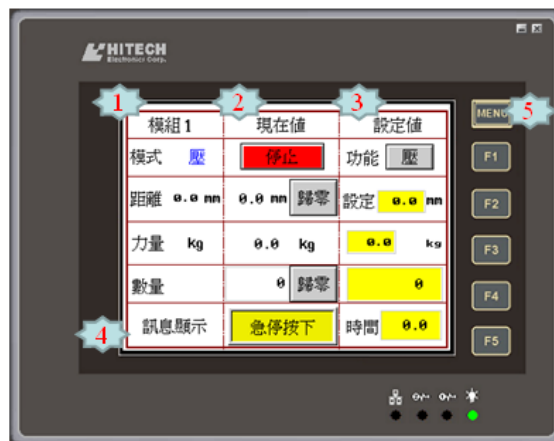 HITECH
Electronics Corp.
1 2 3
MENU 5
模組1 現在值 設定值
模式 壓 停止 功能 壓
F1
距離 0.0 mm 0.0 mm 歸零 設定 0.0 mm
F2
力量 kg 0.0 kg 0.0 kg
F3
數量 0 歸零 0
F4
4 訊息顯示 急停按下 時間 0.0
F5